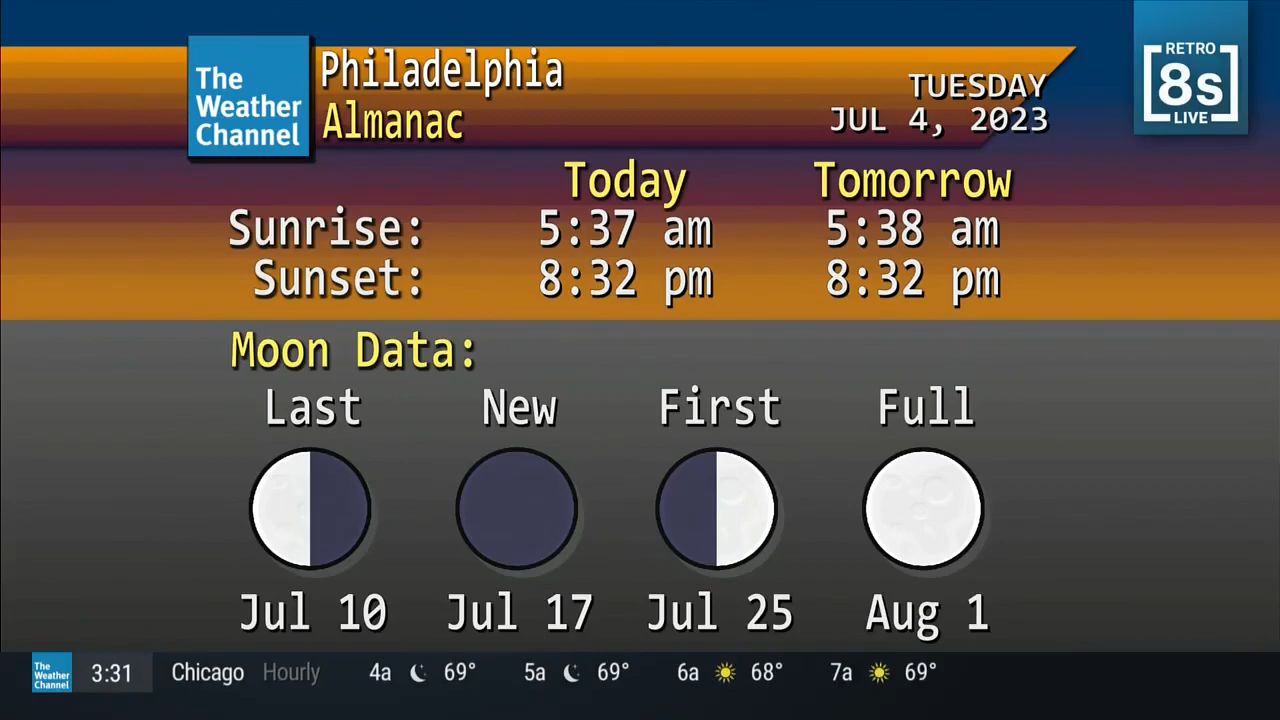 The
Weather
Channel
Philadelphia
Almanac
TUESDAY
JUL 4, 2023
RETRO
8s
LIVE
Today Tomorrow
Sunrise: 5:37 am 5:38 am
Sunset: 8:32 pm 8:32 pm
Moon Data:
Last New First Full
Jul 10 Jul 17 Jul 25 Aug 1
The
Weather
Channel
3:31 Chicago Hourly 4a 69° 5a 69° 6a 68° 7a 69°